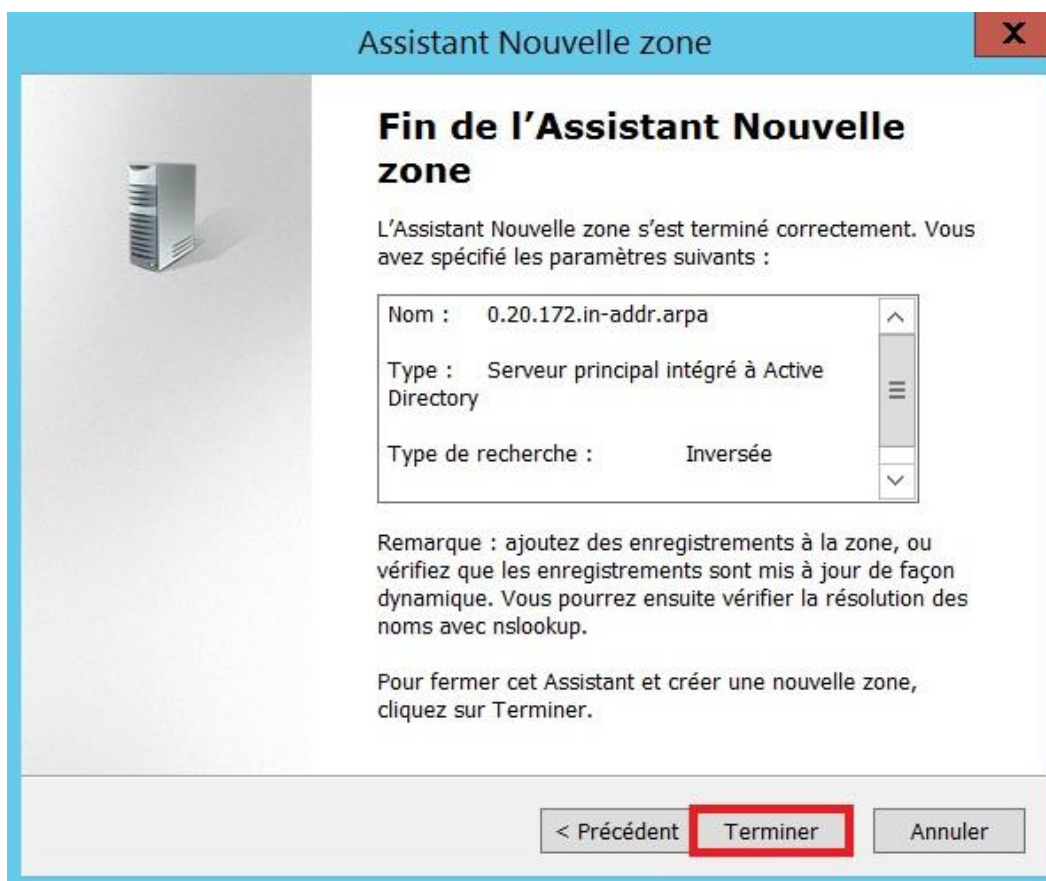 Assistant Nouvelle zone
X
Fin de l’Assistant Nouvelle
zone
L’Assistant Nouvelle zone s’est terminé correctement. Vous
avez spécifié les paramètres suivants :
Nom : 0.20.172.in-addr.arpa
Type : Serveur principal intégré à Active
Directory
Type de recherche : Inversée
Remarque : ajoutez des enregistrements à la zone, ou
vérifiez que les enregistrements sont mis à jour de façon
dynamique. Vous pourrez ensuite vérifier la résolution des
noms avec nslookup.
Pour fermer cet Assistant et créer une nouvelle zone,
cliquez sur Terminer.
< Précédent Terminer Annuler